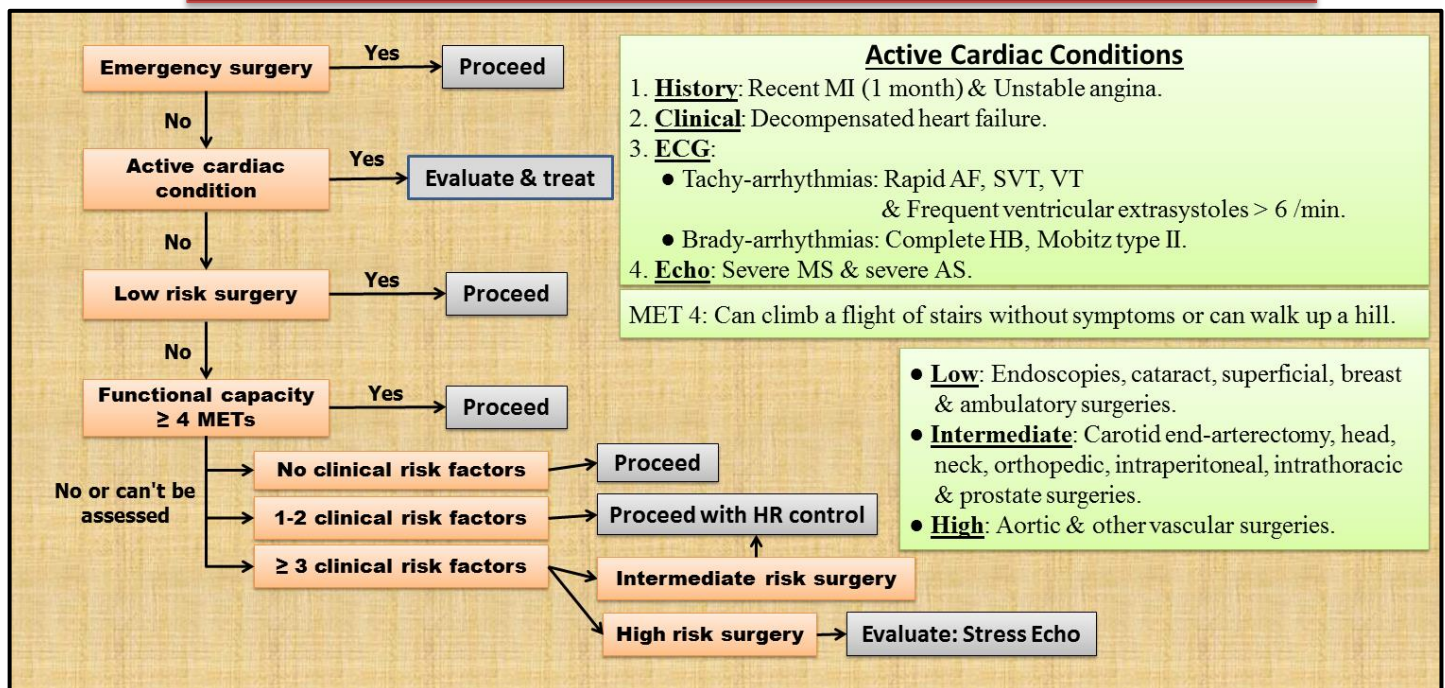 Emergency surgery
Yes
Proceed
No
Active cardiac
condition
Yes
Evaluate & treat
No
Low risk surgery
Yes
Proceed
No
Functional capacity
≥ 4 METs
Yes
Proceed
No or can't be
assessed
No clinical risk factors
Proceed
1-2 clinical risk factors
Proceed with HR control
≥ 3 clinical risk factors
Intermediate risk surgery
High risk surgery
Evaluate: Stress Echo
Active Cardiac Conditions
1. History: Recent MI (1 month) & Unstable angina.
2. Clinical: Decompensated heart failure.
3. ECG:
● Tachy-arrhythmias: Rapid AF, SVT, VT
& Frequent ventricular extrasystoles > 6 /min.
● Brady-arrhythmias: Complete HB, Mobitz type II.
4. Echo: Severe MS & severe AS.
MET 4: Can climb a flight of stairs without symptoms or can walk up a hill.
● Low: Endoscopies, cataract, superficial, breast
& ambulatory surgeries.
● Intermediate: Carotid end-arterectomy, head,
neck, orthopedic, intraperitoneal, intrathoracic
& prostate surgeries.
● High: Aortic & other vascular surgeries.